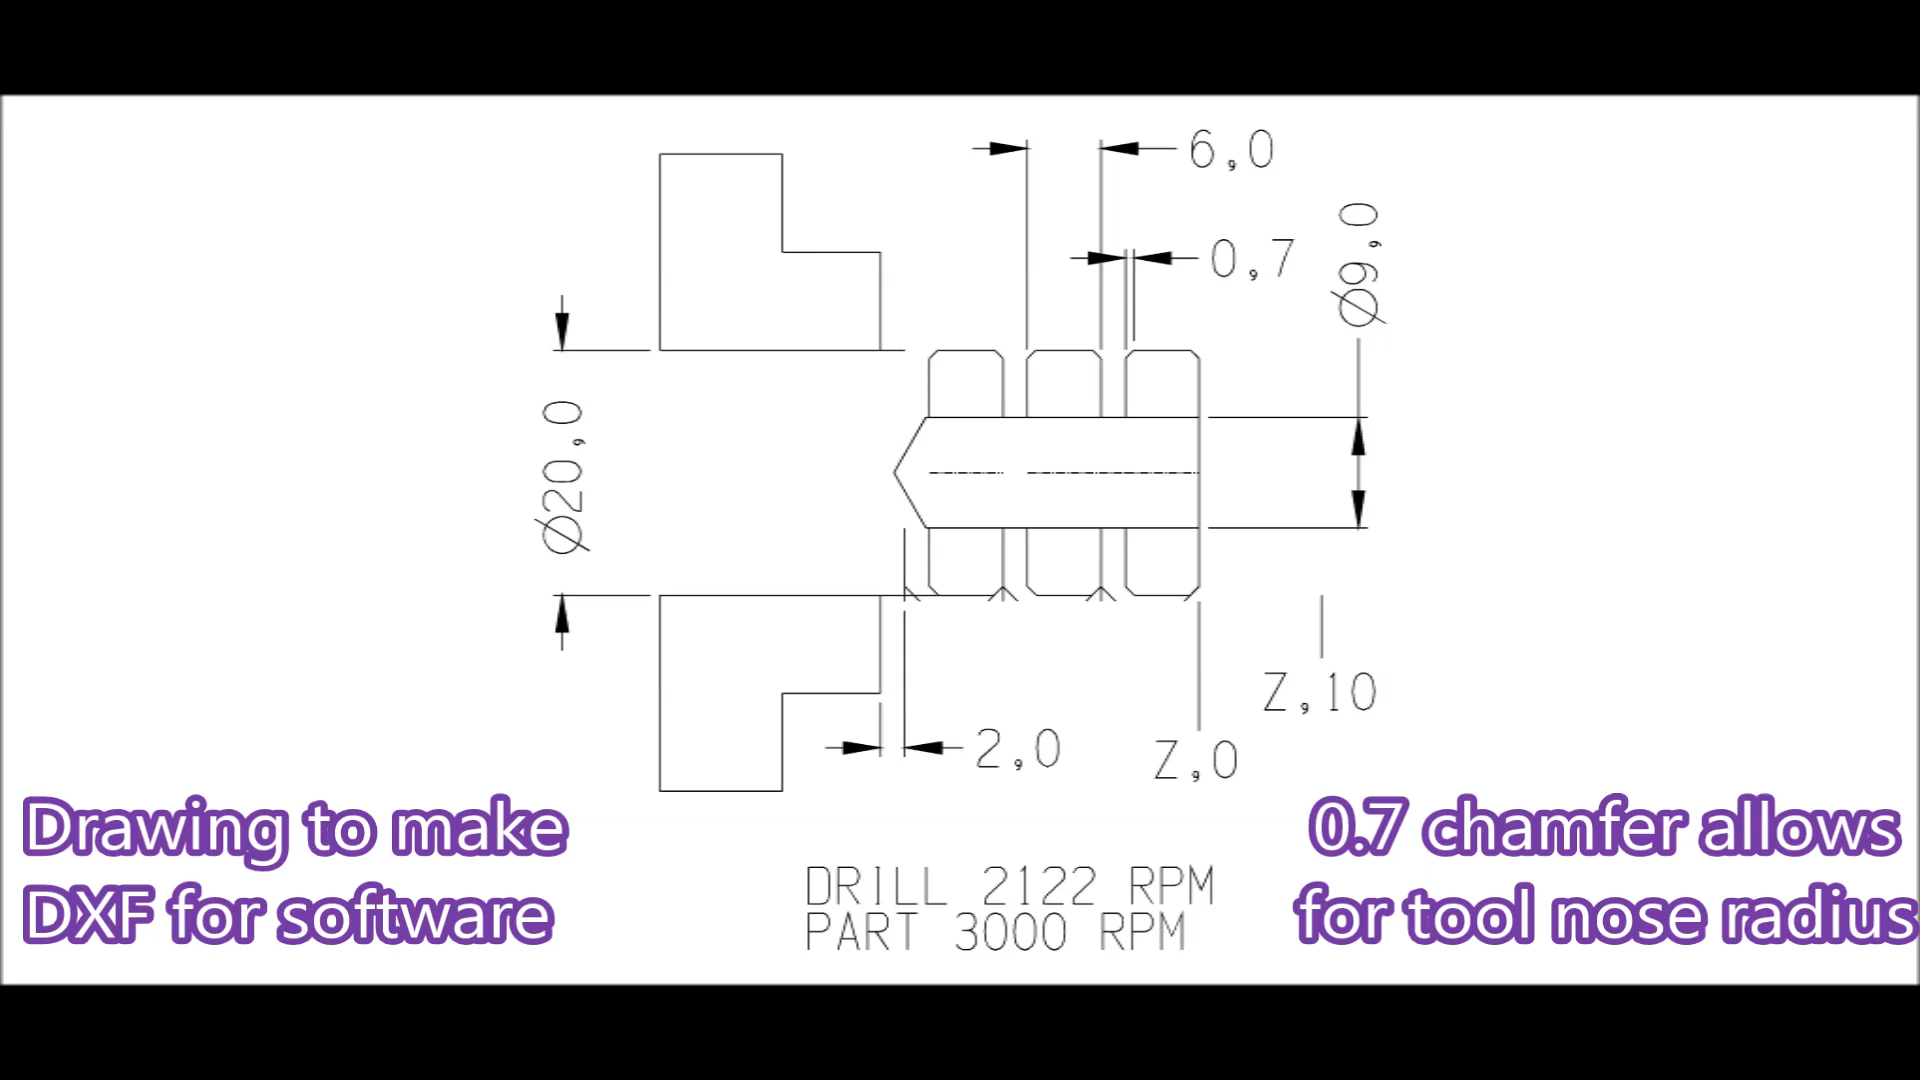 6,0
0,7
Ø9,0
Ø20,0
Z,10
2,0
Z,0
Drawing to make
DXF for software
DRILL 2122 RPM
PART 3000 RPM
0.7 chamfer allows
for tool nose radius